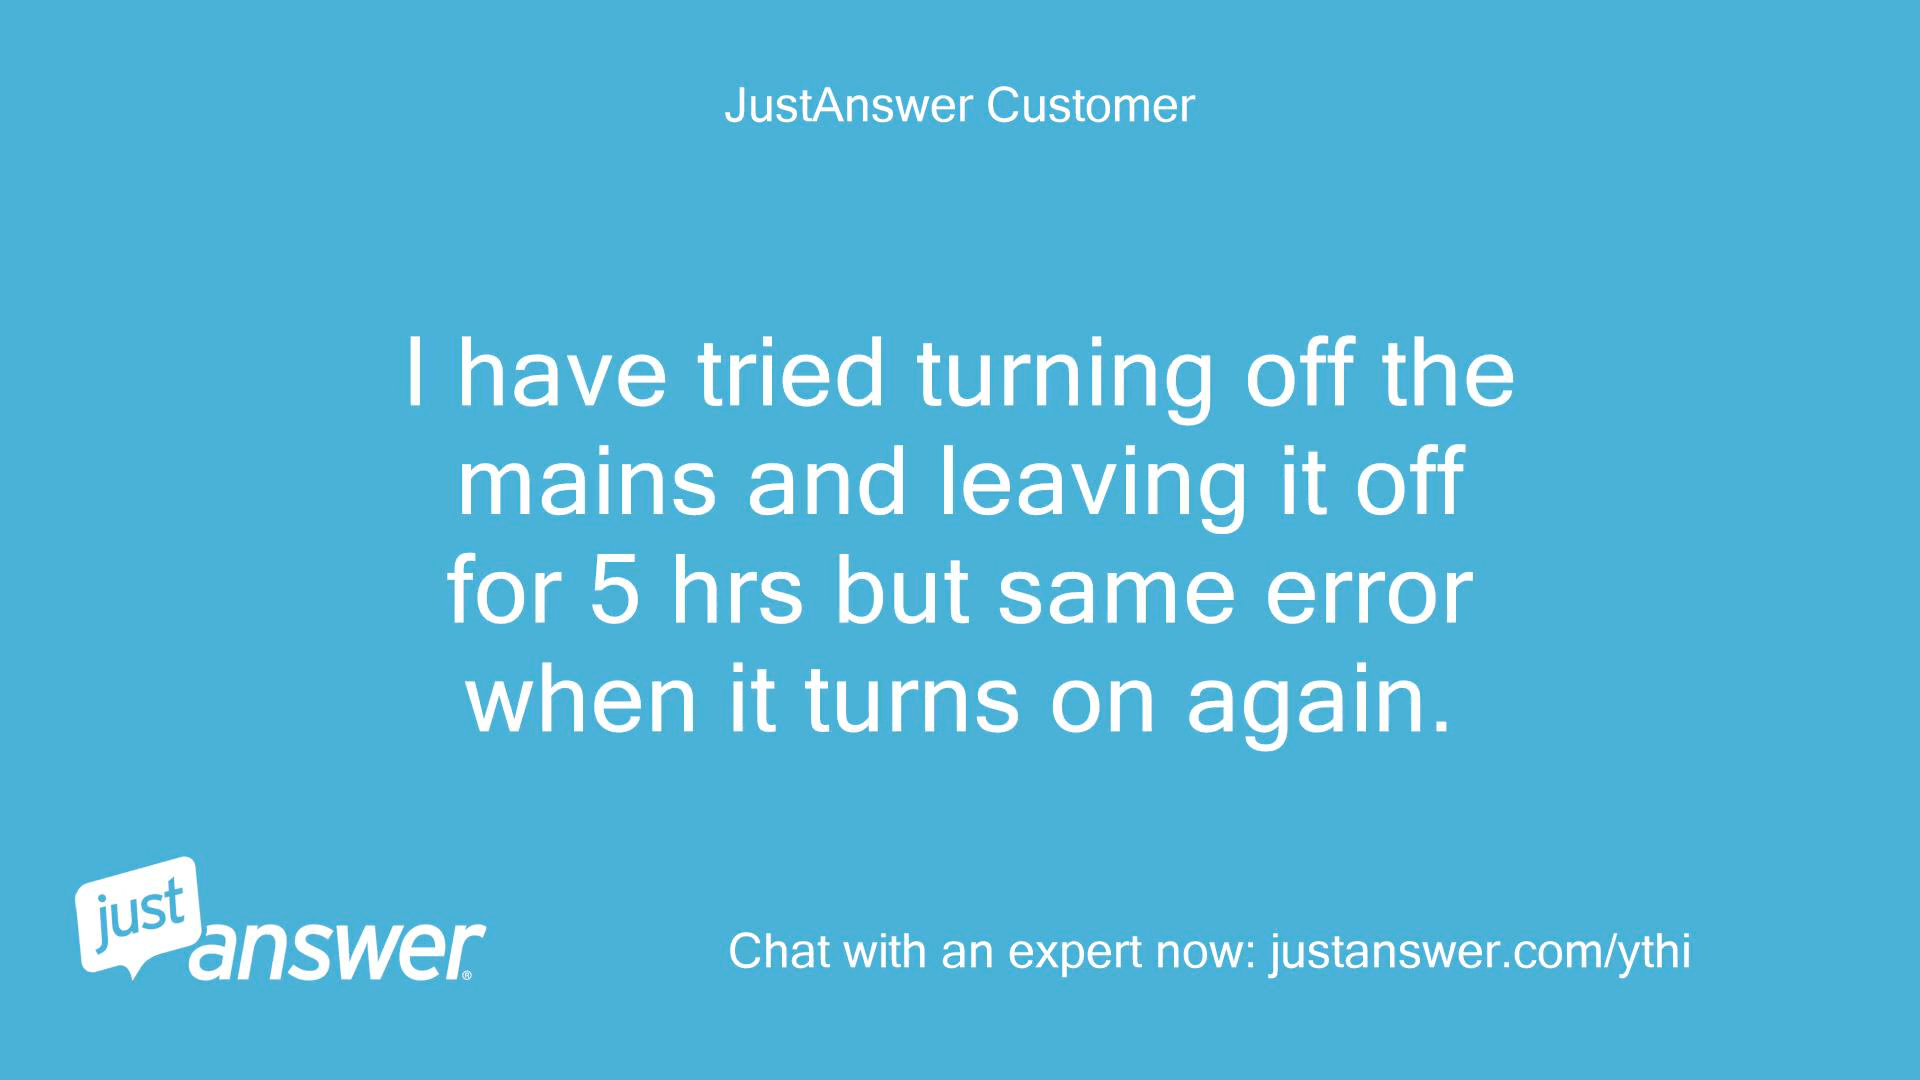 JustAnswer Customer
I have tried turning off the
mains and leaving it off
for 5 hrs but same error
when it turns on again.
just
answer®
Chat with an expert now: justanswer.com/ythi